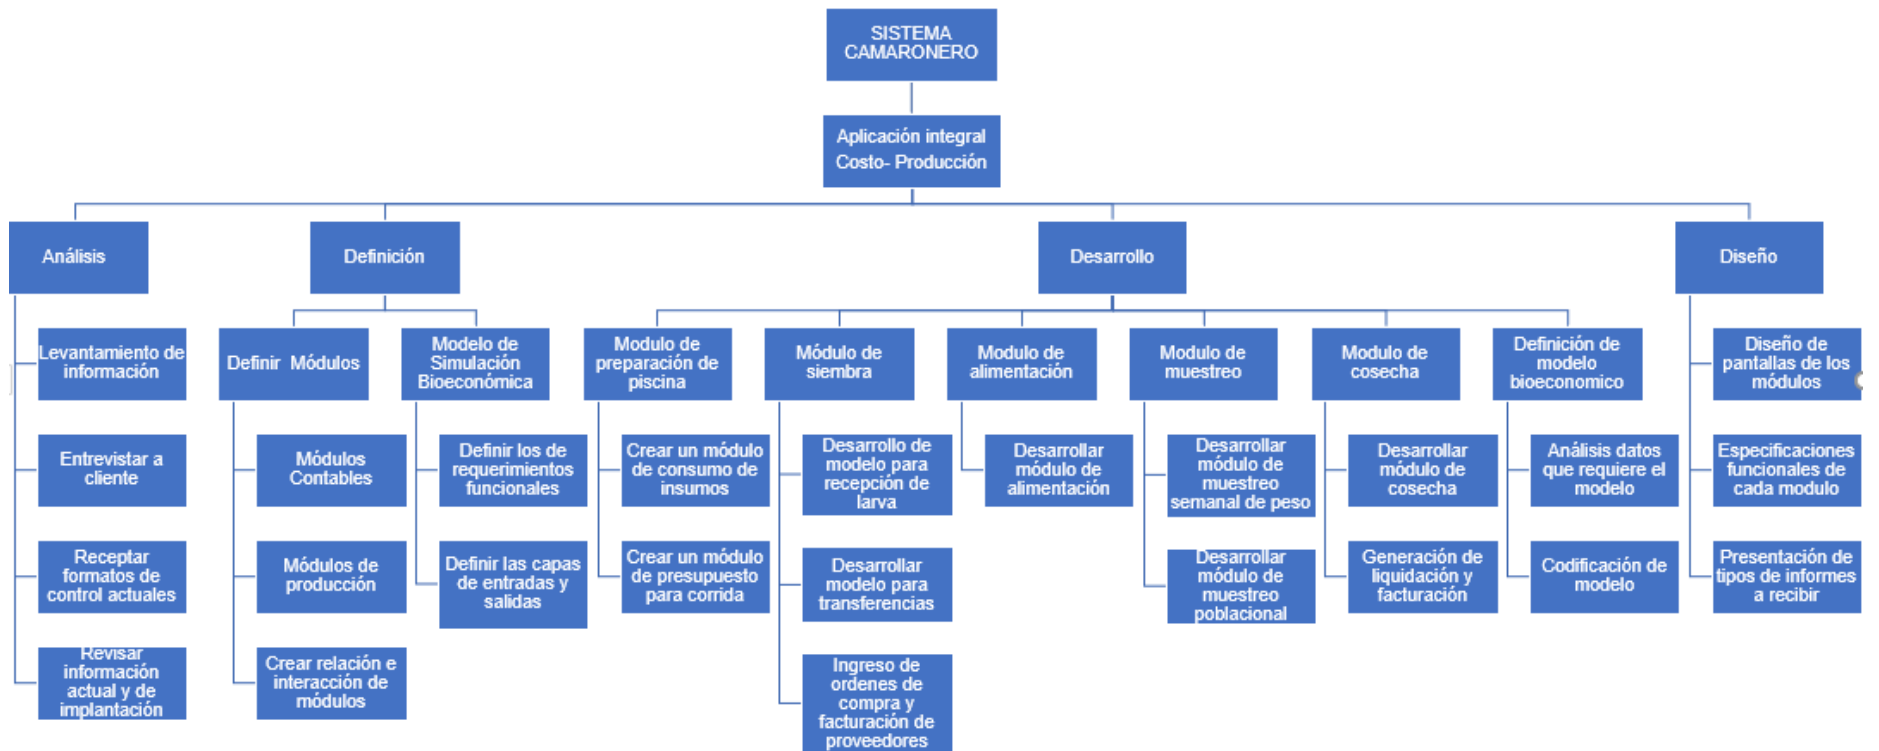 SISTEMA
CAMARONERO
Aplicación integral
Costo- Producción
Análisis
Definición
Desarrollo
Diseño
Levantamiento de
información
Entrevistar a
cliente
Receptar
formatos de
control actuales
Revisar
información
actual y de
implantación
Definir Módulos
Módulos
Contables
Módulos de
producción
Crear relación e
interacción de
módulos
Modelo de
Simulación
Bioeconómica
Definir los de
requerimientos
funcionales
Definir las capas
de entradas y
salidas
Modulo de
preparación de
piscina
Crear un módulo
de consumo de
insumos
Crear un módulo
de presupuesto
para corrida
Módulo de
siembra
Desarrollo de
modelo para
recepción de
larva
Desarrollar
modelo para
transferencias
Ingreso de
ordenes de
compra y
facturación de
proveedores
Modulo de
alimentación
Desarrollar
módulo de
alimentación
Modulo de
muestreo
Desarrollar
módulo de
muestreo
semanal de peso
Desarrollar
módulo de
muestreo
poblacional
Modulo de
cosecha
Desarrollar
módulo de
cosecha
Generación de
liquidación y
facturación
Definición de
modelo
bioeconomico
Análisis datos
que requiere el
modelo
Codificación de
modelo
Diseño de
pantallas de los
módulos
Especificaciones
funcionales de
cada modulo
Presentación de
tipos de informes
a recibir